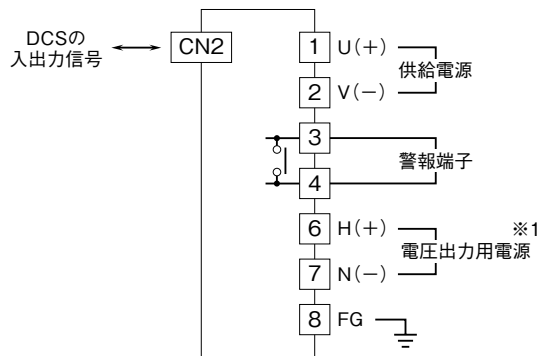 DCSの
入出力信号
CN2
1 U(+)
2 V(−)
供給電源
3
4
警報端子
6 H(+)
7 N(−)
※1
電圧出力用電源
8 FG